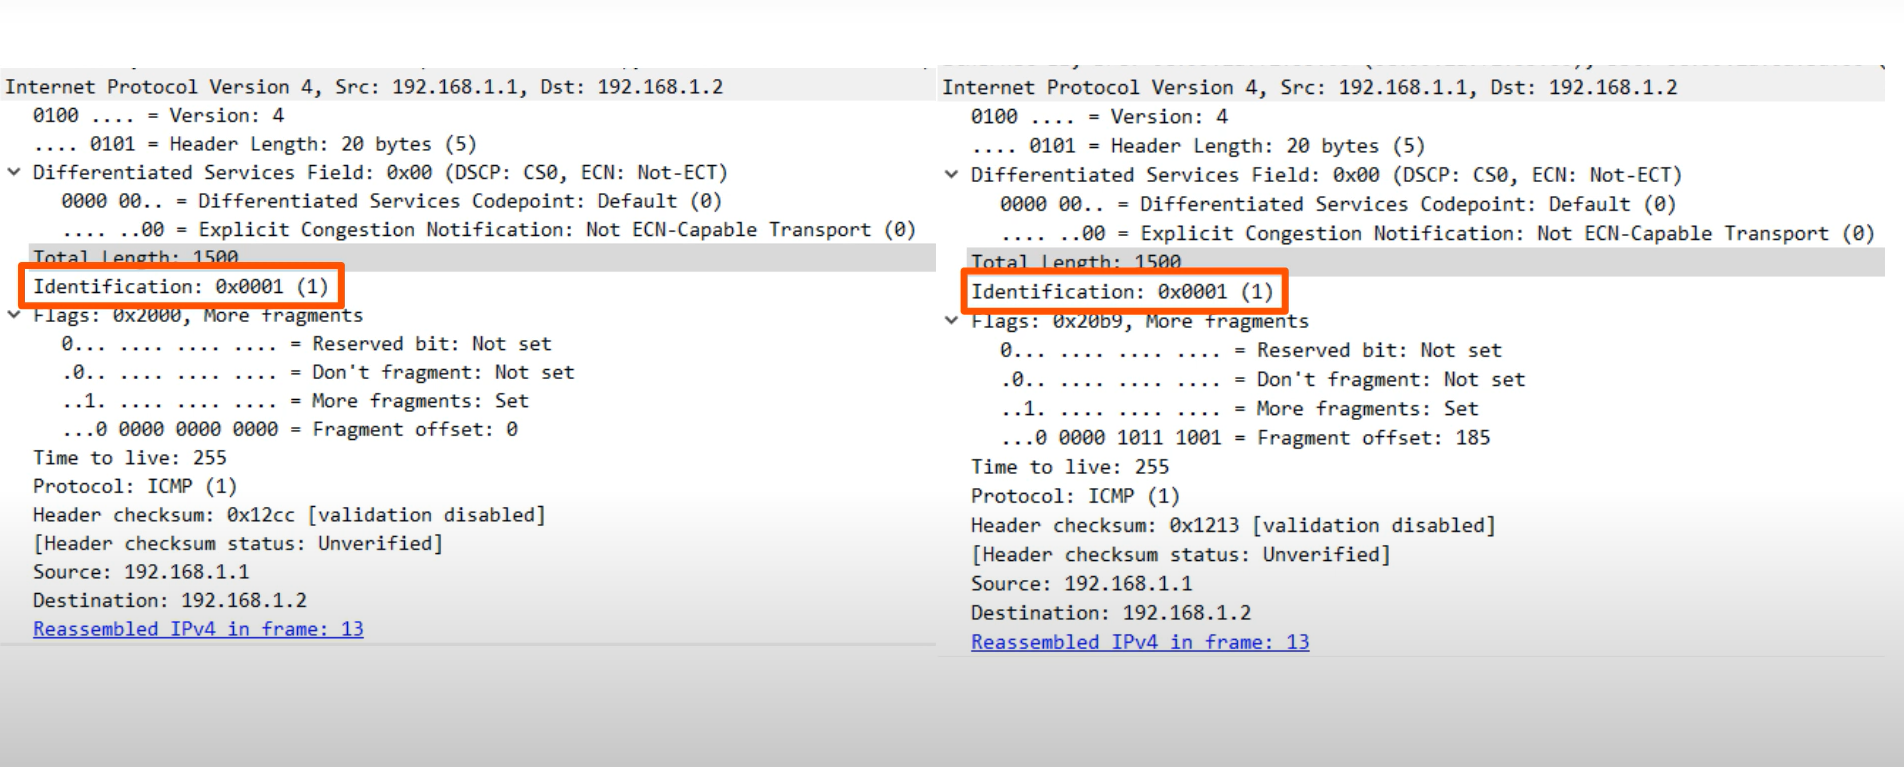 Internet Protocol Version 4, Src: 192.168.1.1, Dst: 192.168.1.2
0100 .... = Version: 4
.... 0101 = Header Length: 20 bytes (5)
Differentiated Services Field: 0x00 (DSCP: CS0, ECN: Not-ECT)
0000 00.. = Differentiated Services Codepoint: Default (0)
.... ..00 = Explicit Congestion Notification: Not ECN-Capable Transport (0)
Total Length: 1500
Identification: 0x0001 (1)
Flags: 0x2000, More fragments
0... .... .... .... = Reserved bit: Not set
.0.. .... .... .... = Don't fragment: Not set
..1. .... .... .... = More fragments: Set
...0 0000 0000 0000 = Fragment offset: 0
Time to live: 255
Protocol: ICMP (1)
Header checksum: 0x12cc [validation disabled]
[Header checksum status: Unverified]
Source: 192.168.1.1
Destination: 192.168.1.2
Reassembled IPv4 in frame: 13
Internet Protocol Version 4, Src: 192.168.1.1, Dst: 192.168.1.2
0100 .... = Version: 4
.... 0101 = Header Length: 20 bytes (5)
Differentiated Services Field: 0x00 (DSCP: CS0, ECN: Not-ECT)
0000 00.. = Differentiated Services Codepoint: Default (0)
.... ..00 = Explicit Congestion Notification: Not ECN-Capable Transport (0)
Total Length: 1500
Identification: 0x0001 (1)
Flags: 0x20b9, More fragments
0... .... .... .... = Reserved bit: Not set
.0.. .... .... .... = Don't fragment: Not set
..1. .... .... .... = More fragments: Set
...0 0000 1011 1001 = Fragment offset: 185
Time to live: 255
Protocol: ICMP (1)
Header checksum: 0x1213 [validation disabled]
[Header checksum status: Unverified]
Source: 192.168.1.1
Destination: 192.168.1.2
Reassembled IPv4 in frame: 13